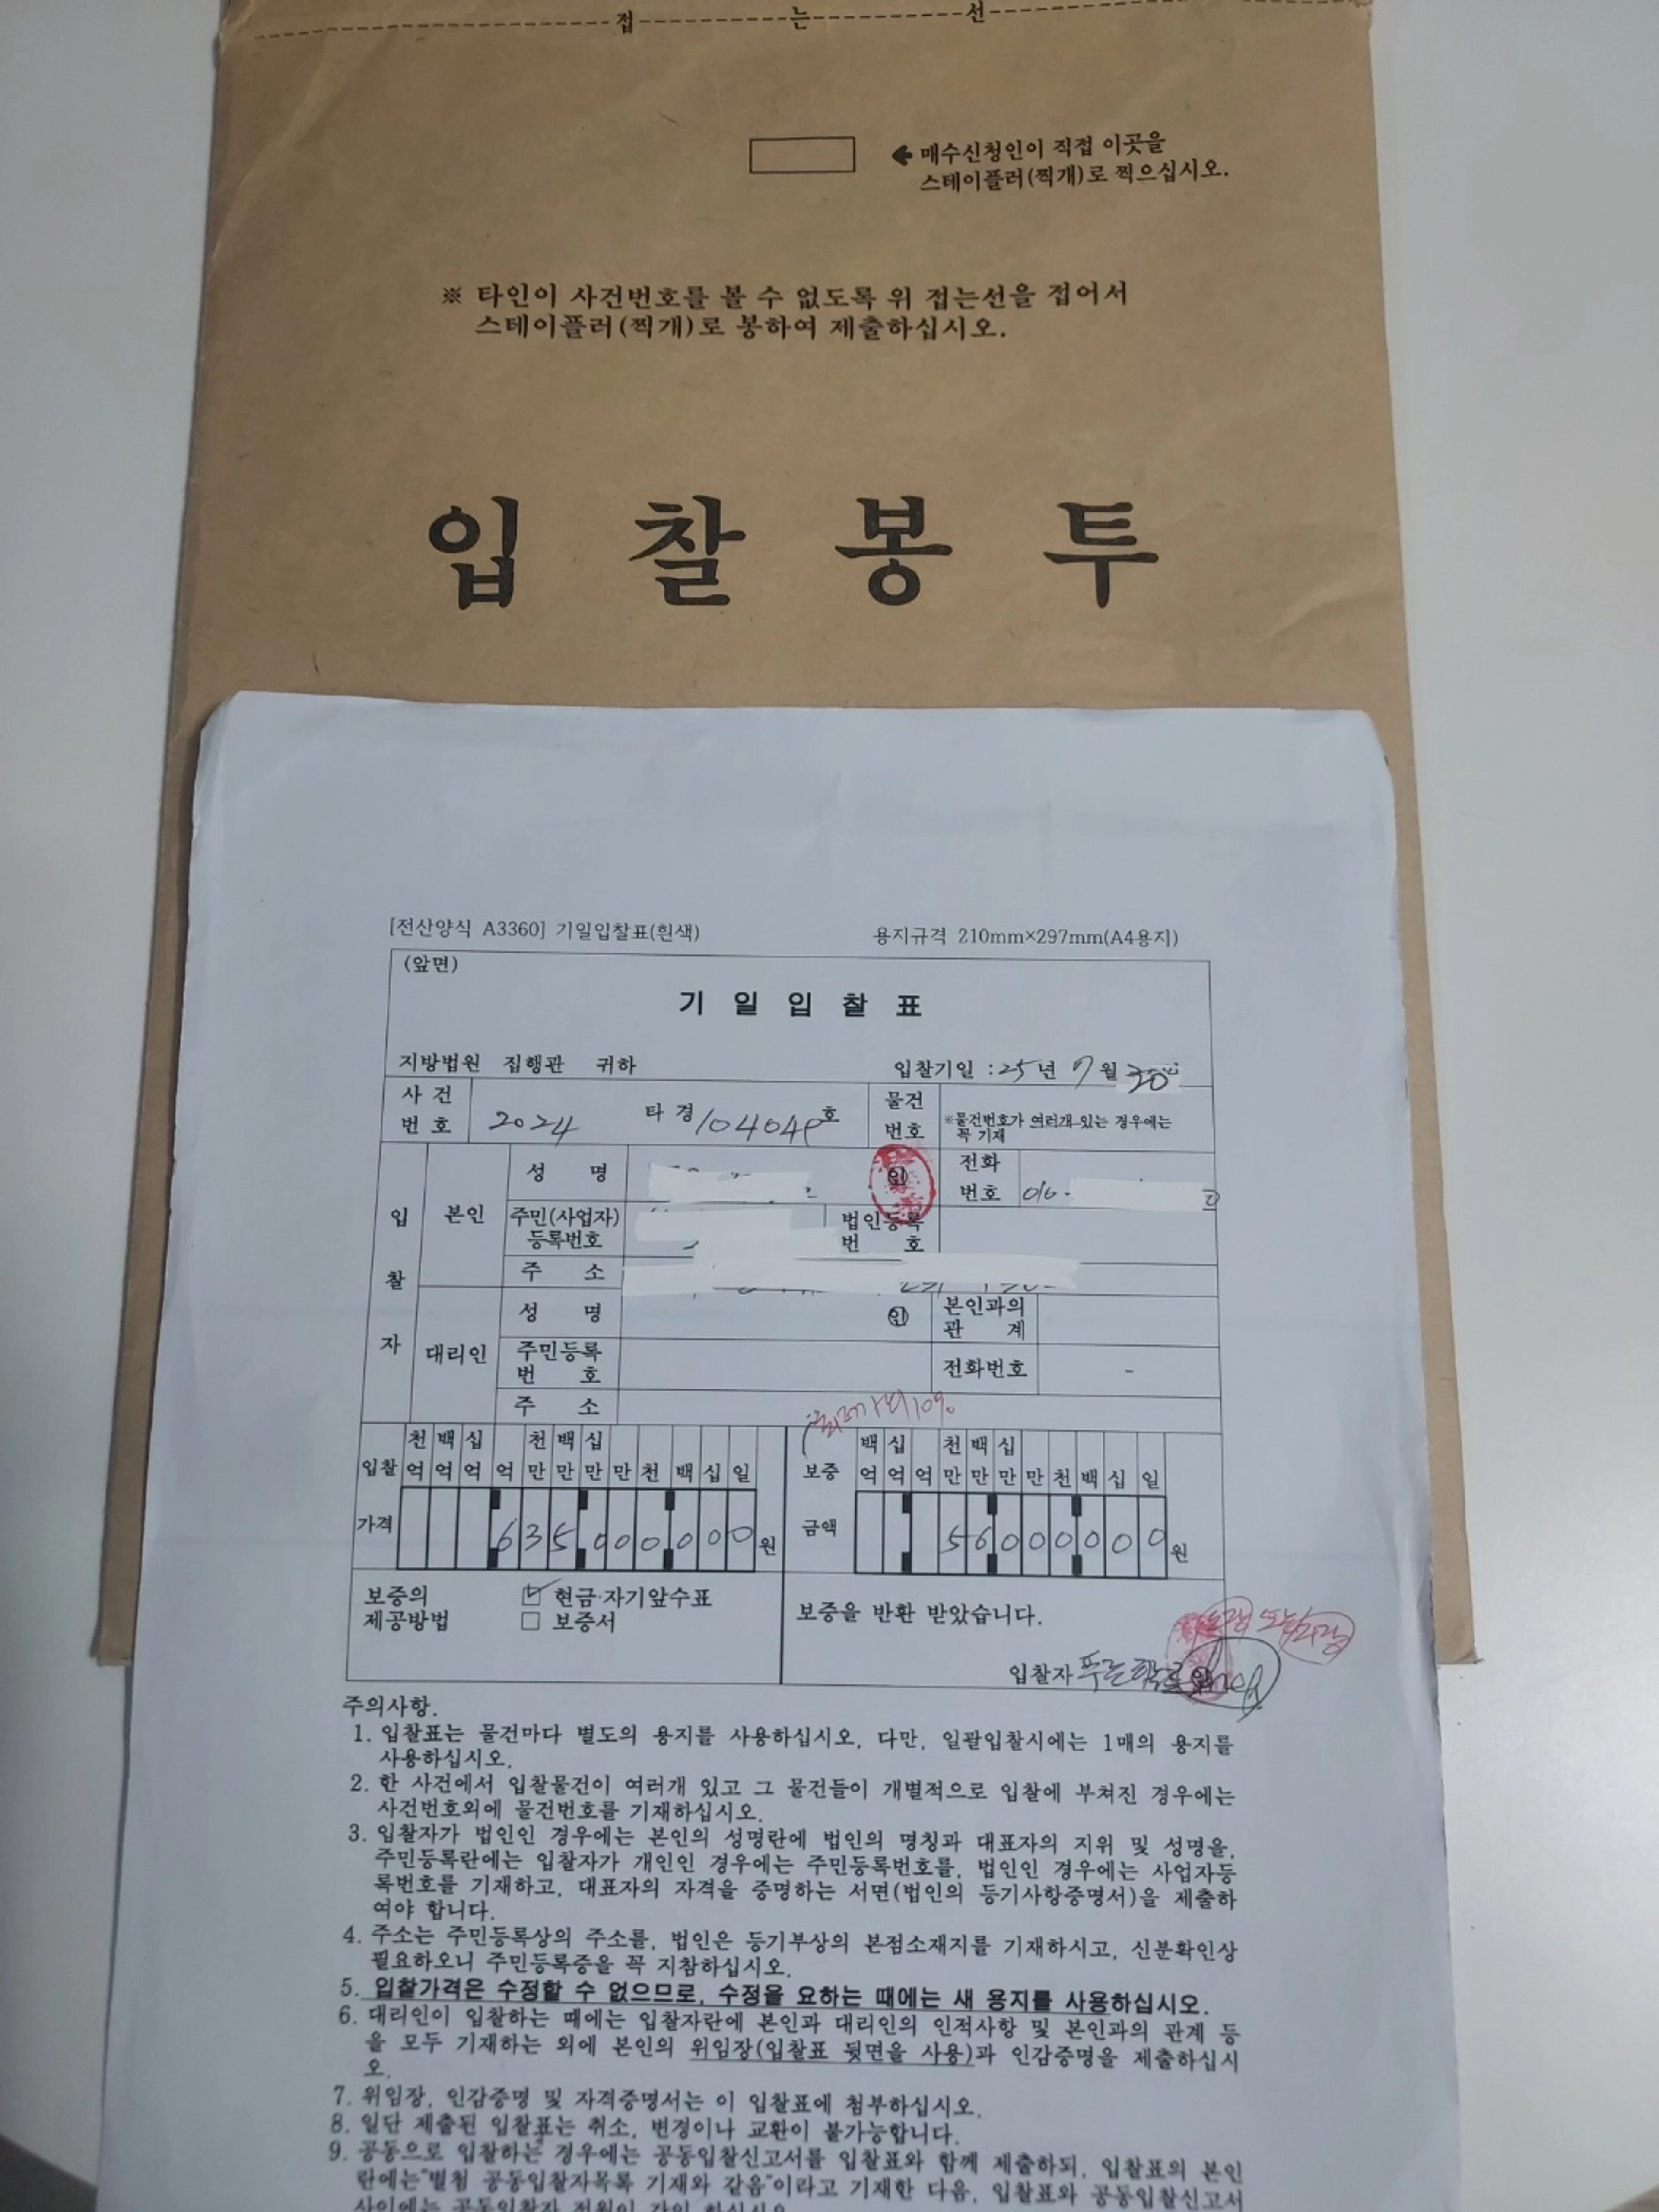 접 는 선
← 매수신청인이 직접 이곳을
스테이플러(찍개)로 찍으십시오.
※ 타인이 사건번호를 볼 수 없도록 위 접는선을 접어서
스테이플러(찍개)로 봉하여 제출하십시오.
입 찰 봉 투
[전산양식 A3360] 기일입찰표(흰색) 용지규격 210mm×297mm(A4용지)
(앞면)
기 일 입 찰 표
지방법원 집행관 귀하 입찰기일 : 25년 7월 30일
사 건 번 호 2024 타 경 호
물건 번호 ※물건번호가 여러개 있는 경우에는 꼭 기재
입 찰 자
본인
성 명 ㊞ 전화 번호 010-
주민(사업자) 등록번호 법인등록 번 호
주 소
대리인
성 명 ㊞ 본인과의 관 계
주민등록 번 호 전화번호 -
주 소
최저가의 10%
입찰 가격 천억 백억 십억 억 천만 백만 십만 만 천 백 십 일
635,000,000 원
보증 금액 백억 십억 억 천만 백만 십만 만 천 백 십 일
56000000 원
보증의 제공방법 ☑ 현금·자기앞수표
□ 보증서
보증을 반환 받았습니다.
입찰자
주의사항.
1. 입찰표는 물건마다 별도의 용지를 사용하십시오, 다만, 일괄입찰시에는 1매의 용지를
사용하십시오.
2. 한 사건에서 입찰물건이 여러개 있고 그 물건들이 개별적으로 입찰에 부쳐진 경우에는
사건번호외에 물건번호를 기재하십시오.
3. 입찰자가 법인인 경우에는 본인의 성명란에 법인의 명칭과 대표자의 지위 및 성명을,
주민등록란에는 입찰자가 개인인 경우에는 주민등록번호를, 법인인 경우에는 사업자등
록번호를 기재하고, 대표자의 자격을 증명하는 서면(법인의 등기사항증명서)을 제출하
여야 합니다.
4. 주소는 주민등록상의 주소를, 법인은 등기부상의 본점소재지를 기재하시고, 신분확인상
필요하오니 주민등록증을 꼭 지참하십시오.
5. 입찰가격은 수정할 수 없으므로, 수정을 요하는 때에는 새 용지를 사용하십시오.
6. 대리인이 입찰하는 때에는 입찰자란에 본인과 대리인의 인적사항 및 본인과의 관계 등
을 모두 기재하는 외에 본인의 위임장(입찰표 뒷면을 사용)과 인감증명을 제출하십시
오.
7. 위임장, 인감증명 및 자격증명서는 이 입찰표에 첨부하십시오.
8. 일단 제출된 입찰표는 취소, 변경이나 교환이 불가능합니다.
9. 공동으로 입찰하는 경우에는 공동입찰신고서를 입찰표와 함께 제출하되, 입찰표의 본인
란에는"별첨 공동입찰자목록 기재와 같음"이라고 기재한 다음, 입찰표와 공동입찰신고서
사이에는 공동입찰자 전원이 간인 하십시오.